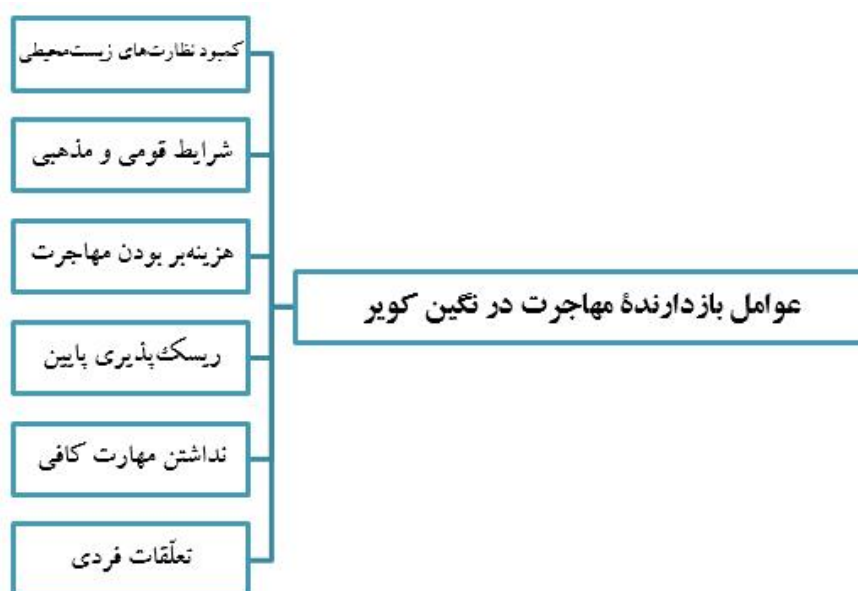 عوامل بازدارندهٔ مهاجرت در نگین کویر
کمبود نظارت‌های زیست‌محیطی
شرایط قومی و مذهبی
هزینه‌بر بودن مهاجرت
ریسک‌پذیری پایین
نداشتن مهارت کافی
تعلّقات فردی